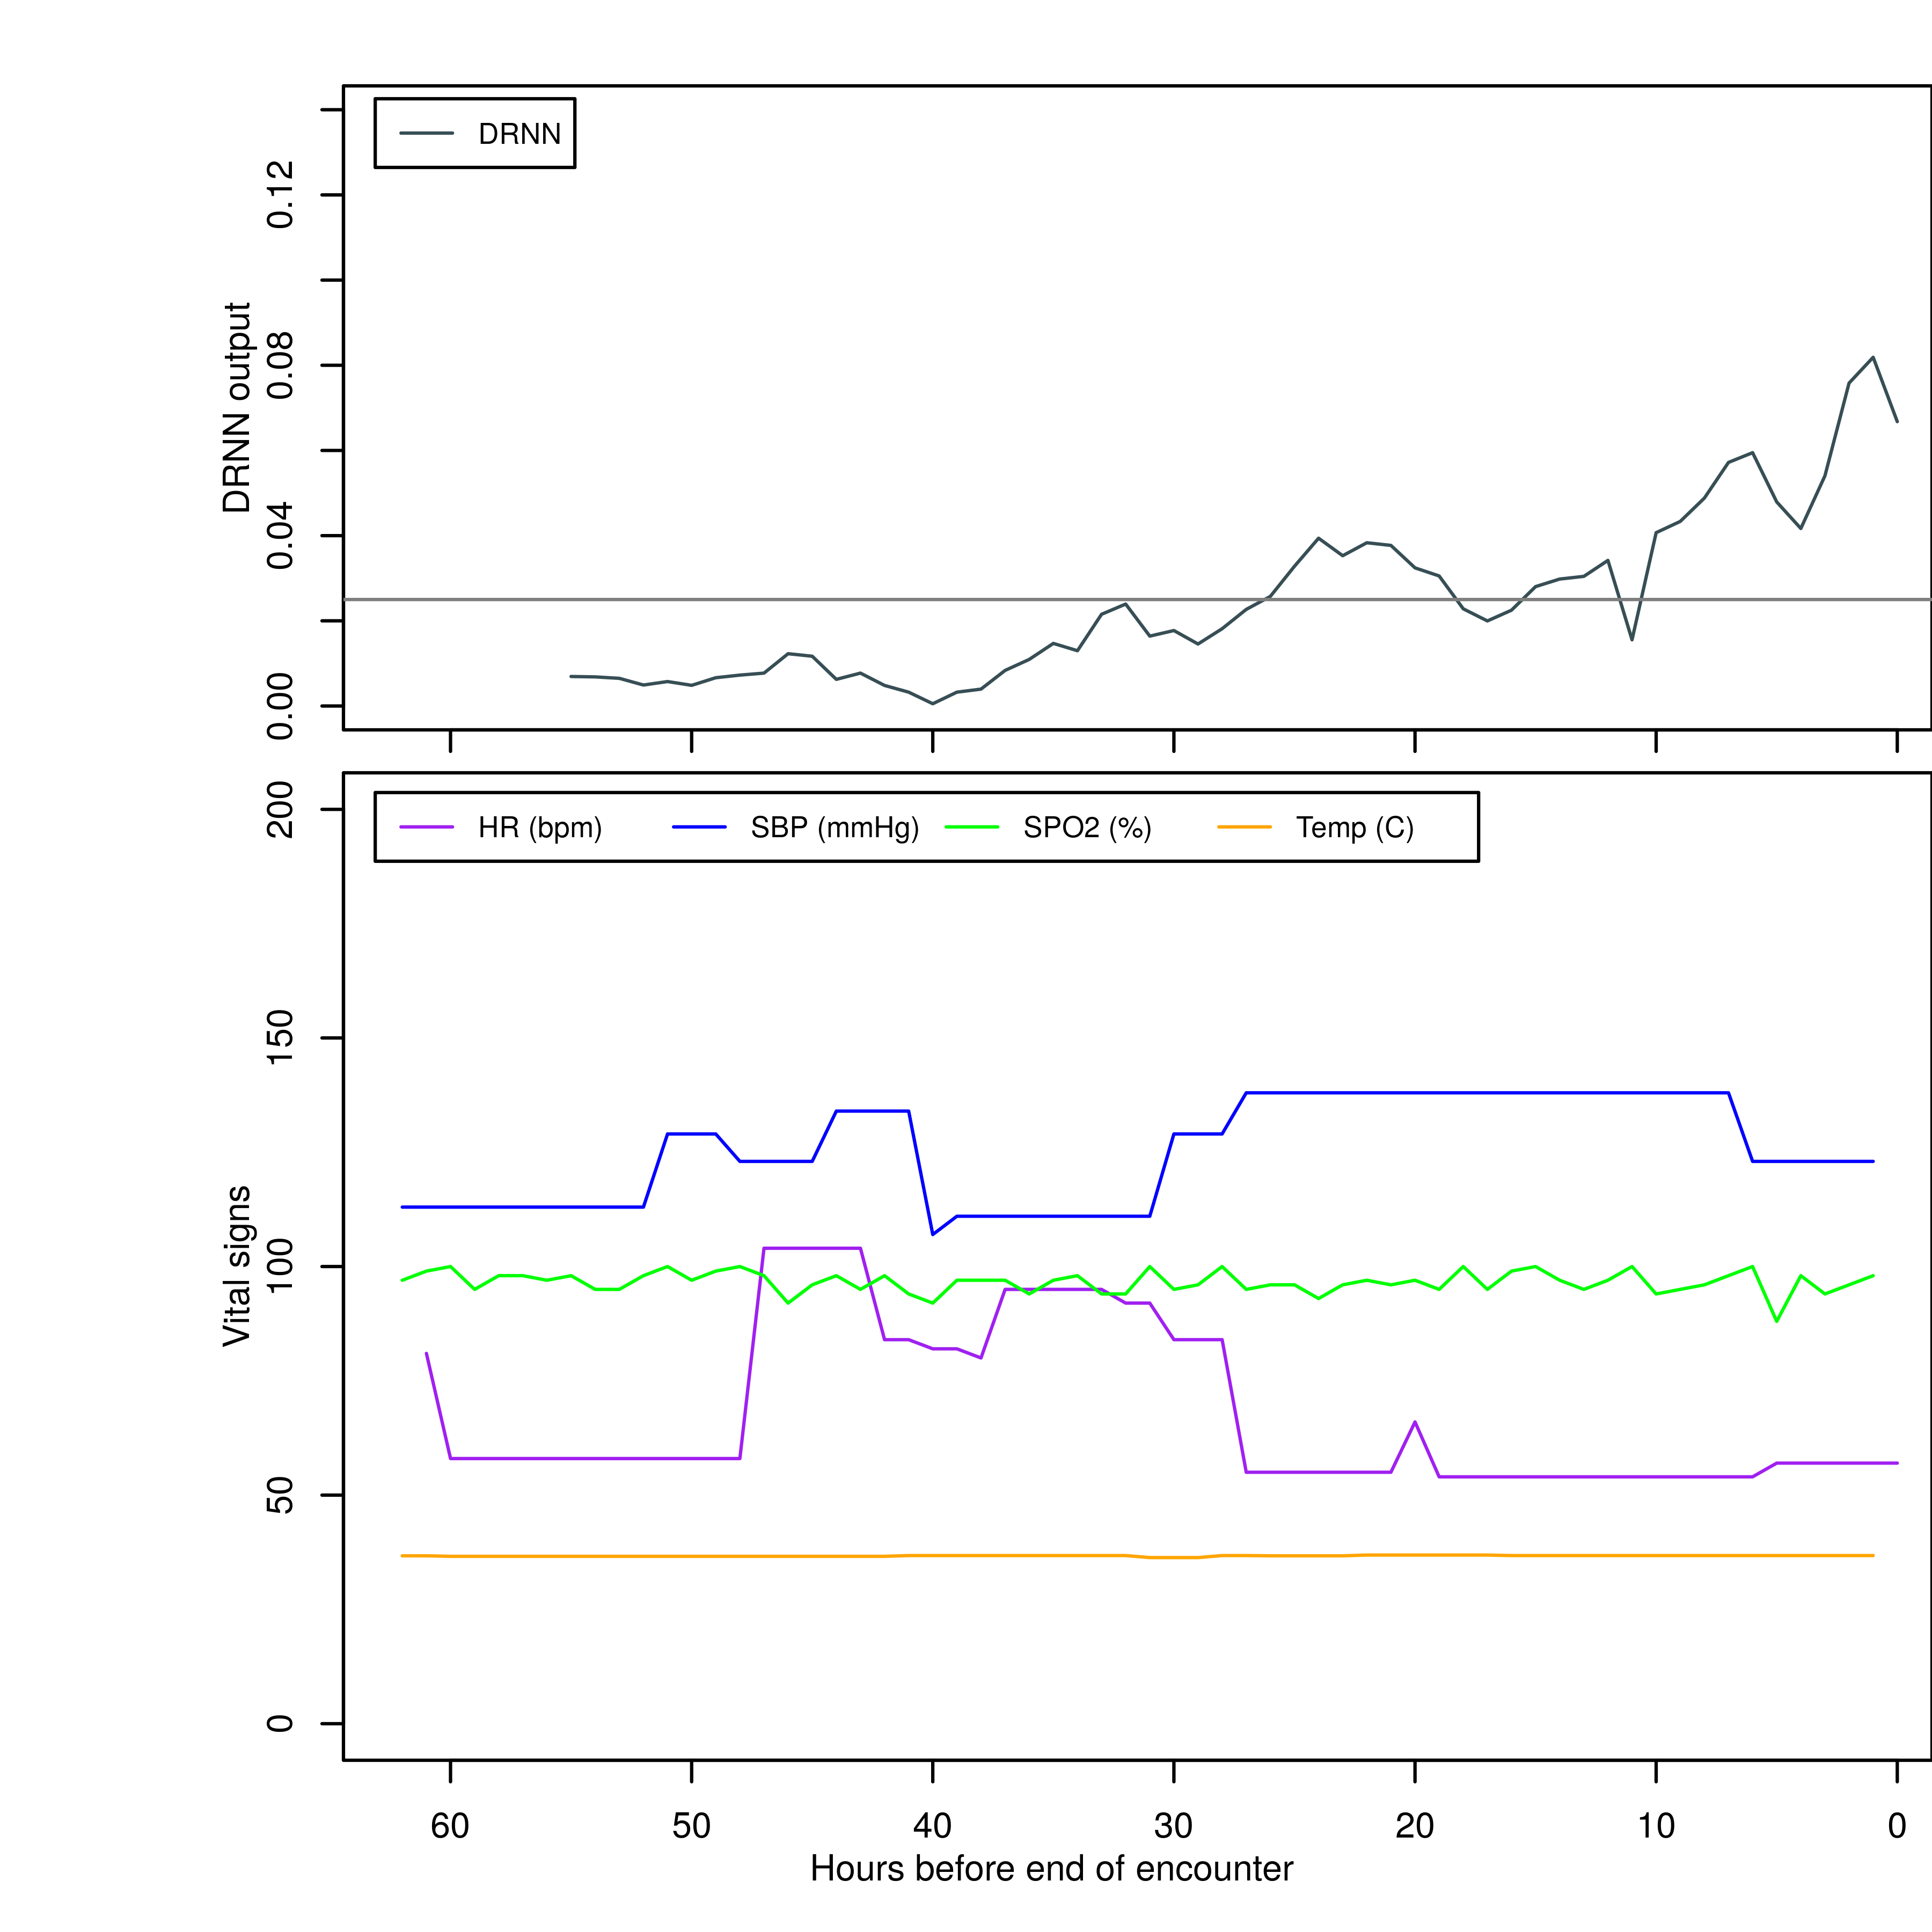 DRNN
DRNN output
0.12
0.08
0.04
0.00
HR (bpm) SBP (mmHg) SPO2 (%) Temp (C)
Vital signs
200
150
100
50
0
60 50 40 30 20 10 0
Hours before end of encounter